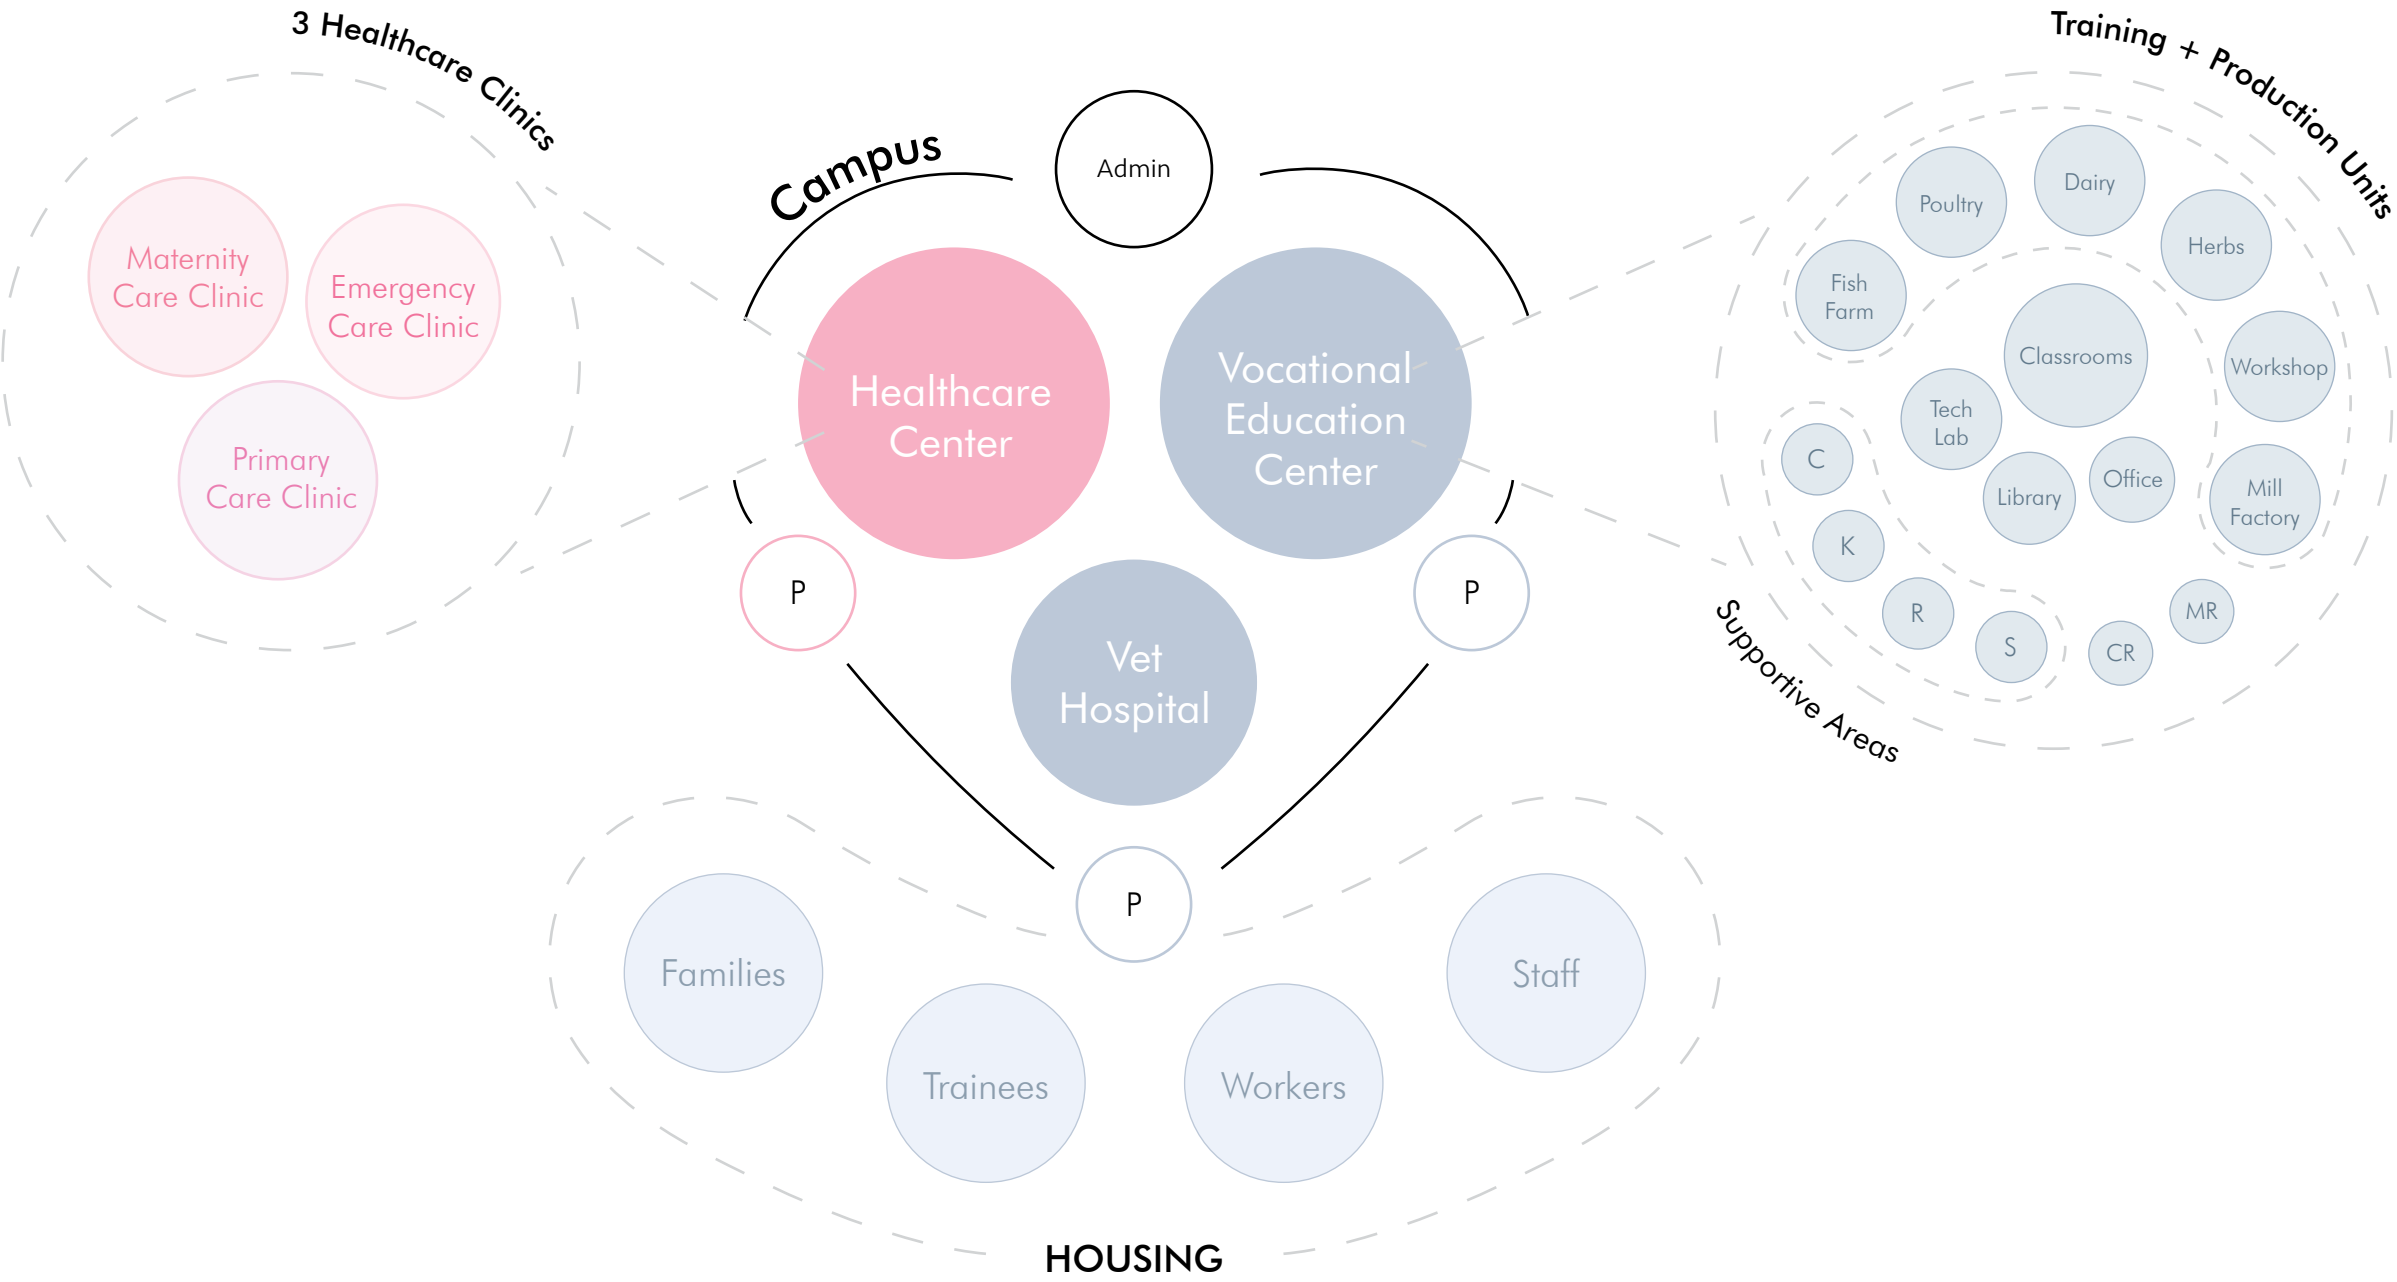 3 Healthcare Clinics
Maternity
Care Clinic
Emergency
Care Clinic
Primary
Care Clinic
Campus
Admin
Healthcare
Center
Vocational
Education
Center
P
P
Vet
Hospital
P
Training + Production Units
Poultry
Dairy
Herbs
Fish
Farm
Classrooms
Workshop
Tech
Lab
Library
Office
Mill
Factory
C
K
R
S
CR
MR
Supportive Areas
Families
Trainees
Workers
Staff
HOUSING